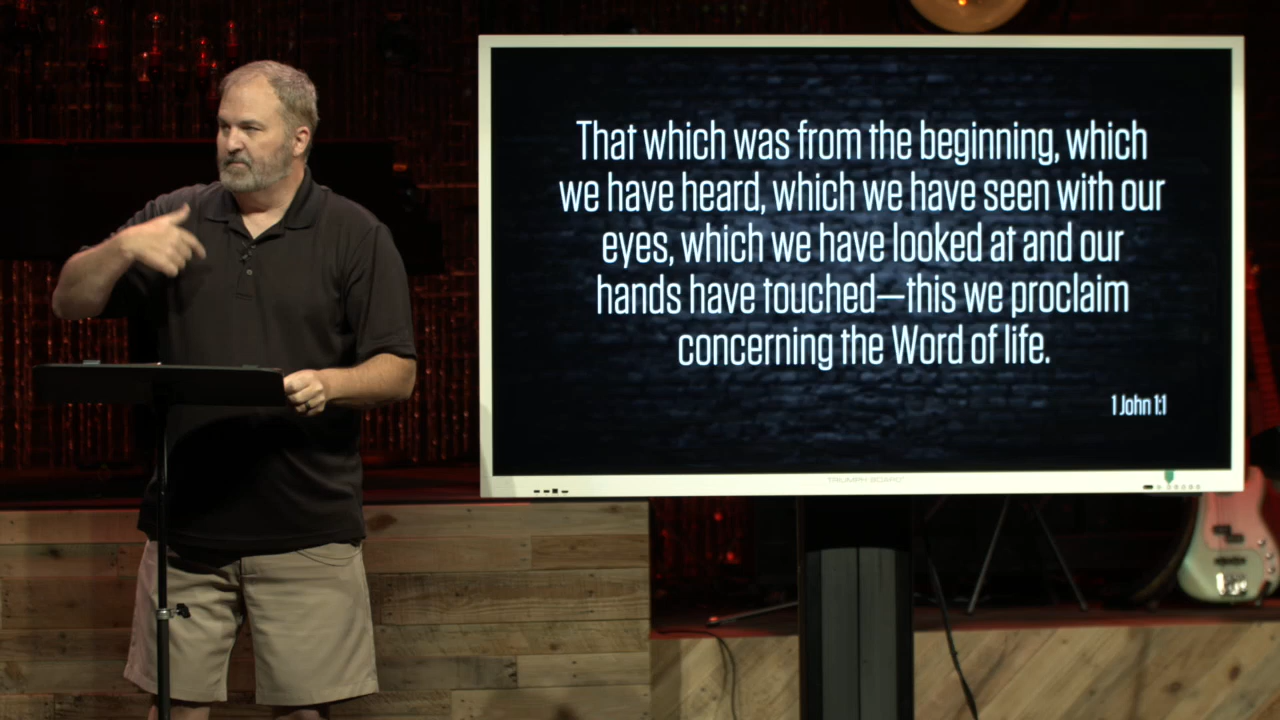 That which was from the beginning, which
we have heard, which we have seen with our
eyes, which we have looked at and our
hands have touched—this we proclaim
concerning the Word of life.
1 John 1:1
TRIUMPH BOARD